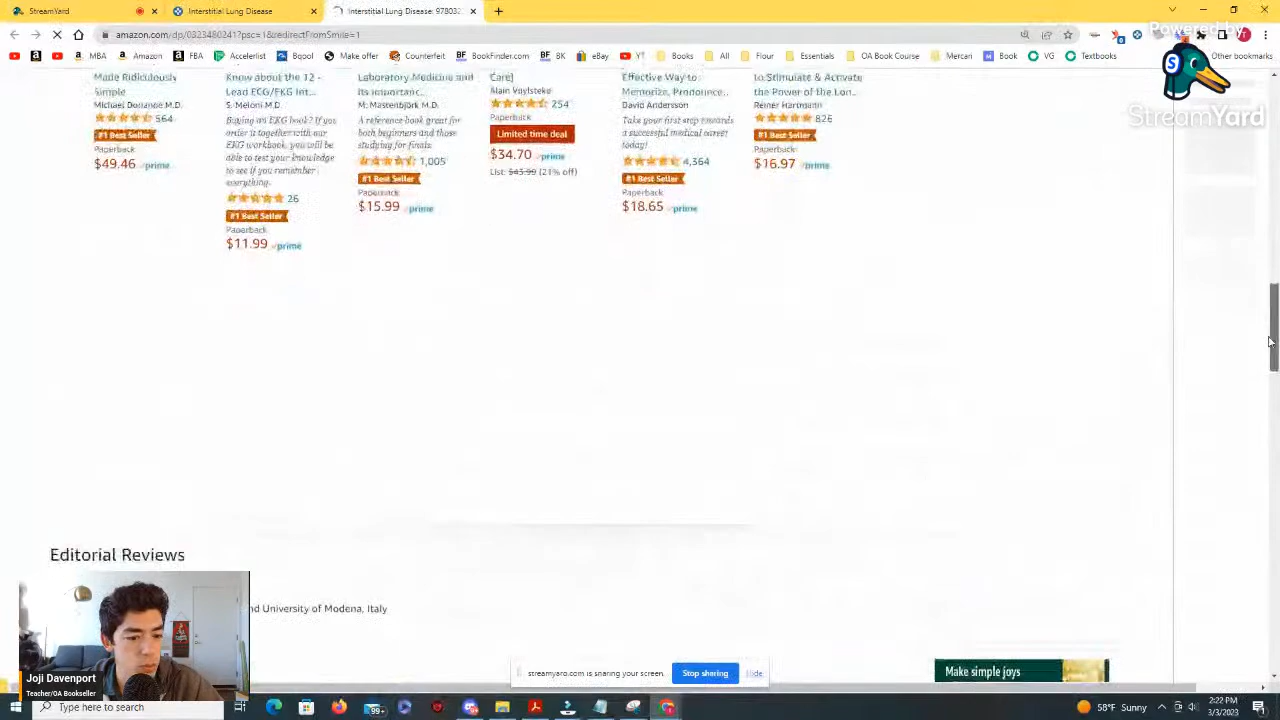 StreamYard
Interstitial Lung Disease
Interstitial Lung Disease: 978032
Powered by
StreamYard
amazon.com/dp/0323480241?psc=1&redirectFromSmile=1
MBA
Amazon
FBA
Accelerlist
Bqool
Make offer
Counterfeit
BookFinder.com
BK
eBay
YT
Books
All
Flour
Essentials
OA Book Course
Mercari
Book
VG
Textbooks
Other bookmarks
Made Ridiculously
Simple
$49.46 prime
564
#1 Best Seller
Paperback
Know about the 12 -
Lead ECG/EKG Int...
S. Meloni M.D.
Buying an EKG book? If you
order it together with our
EKG workbook, you will be
able to test your knowledge
to see if you remember
everything.
26
#1 Best Seller
Paperback
$11.99 prime
Laboratory Medicine and
Its Importance...
M. Mastenbjörk M.D.
A reference book great for
both beginners and those
studying for finals
1,005
#1 Best Seller
Paperback
$15.99 prime
Care)
254
Paperback
Limited time deal
$34.70 prime
List: $43.99 (21% off)
Effective Way to
Memorize, Pronounce...
David Andersson
Take your first step towards
a successful medical career
today!
4,364
#1 Best Seller
Paperback
$18.65 prime
to Stimulate & Activate
the Power of the Lon...
Reiner Hartmann
826
#1 Best Seller
Paperback
$16.97 prime
Editorial Reviews
nd University of Modena, Italy
Make simple joys
streamyard.com is sharing your screen.
Stop sharing
Hide
Joji Davenport
Teacher/OA Bookseller
Type here to search
99+
58°F Sunny
2:22 PM
3/3/2023